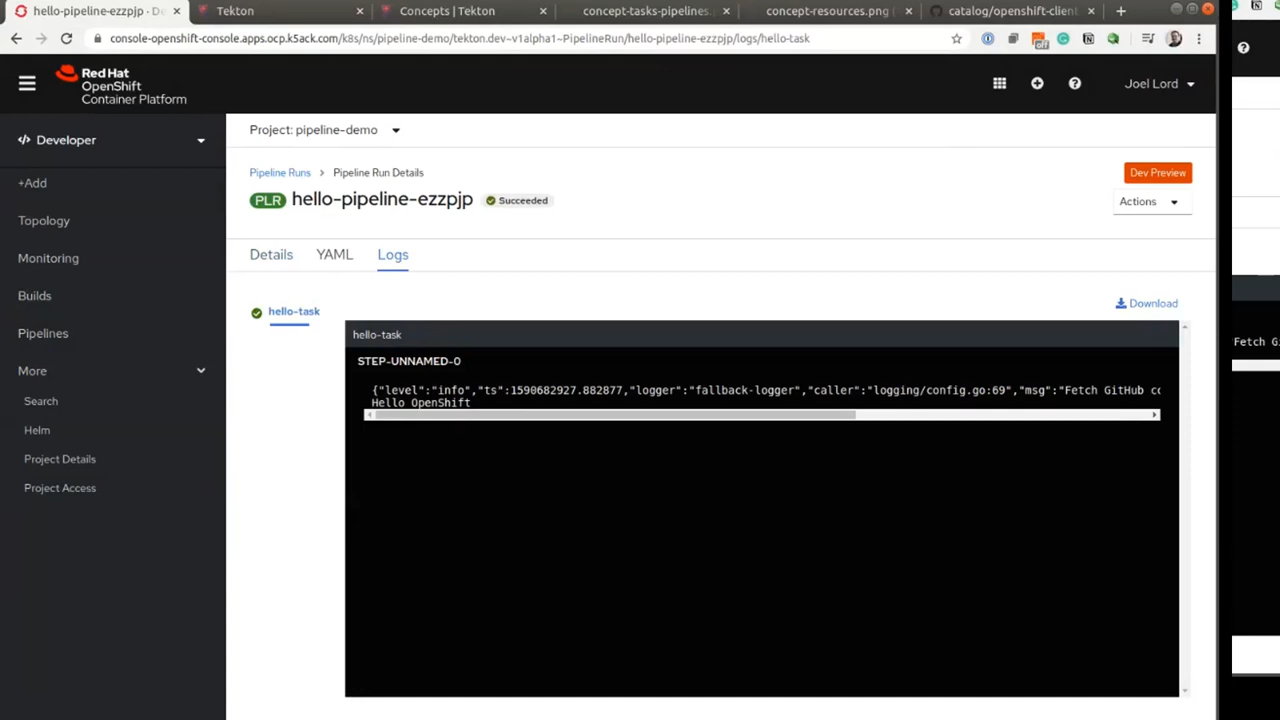 hello-pipeline-ezzpjp · De
Tekton
Concepts | Tekton
concept-tasks-pipelines.
concept-resources.png
catalog/openshift-client
console-openshift-console.apps.ocp.k5ack.com/k8s/ns/pipeline-demo/tekton.dev~v1alpha1~PipelineRun/hello-pipeline-ezzpjp/logs/hello-task
off
Red Hat
OpenShift
Container Platform
Joel Lord
Developer
Project: pipeline-demo
+Add
Topology
Monitoring
Builds
Pipelines
More
Search
Helm
Project Details
Project Access
Pipeline Runs > Pipeline Run Details
Dev Preview
PLR hello-pipeline-ezzpjp Succeeded
Actions
Details YAML Logs
hello-task
Download
hello-task
STEP-UNNAMED-0
{"level":"info","ts":1590682927.882877,"logger":"fallback-logger","caller":"logging/config.go:69","msg":"Fetch GitHub co
Hello OpenShift
Fetch Gi